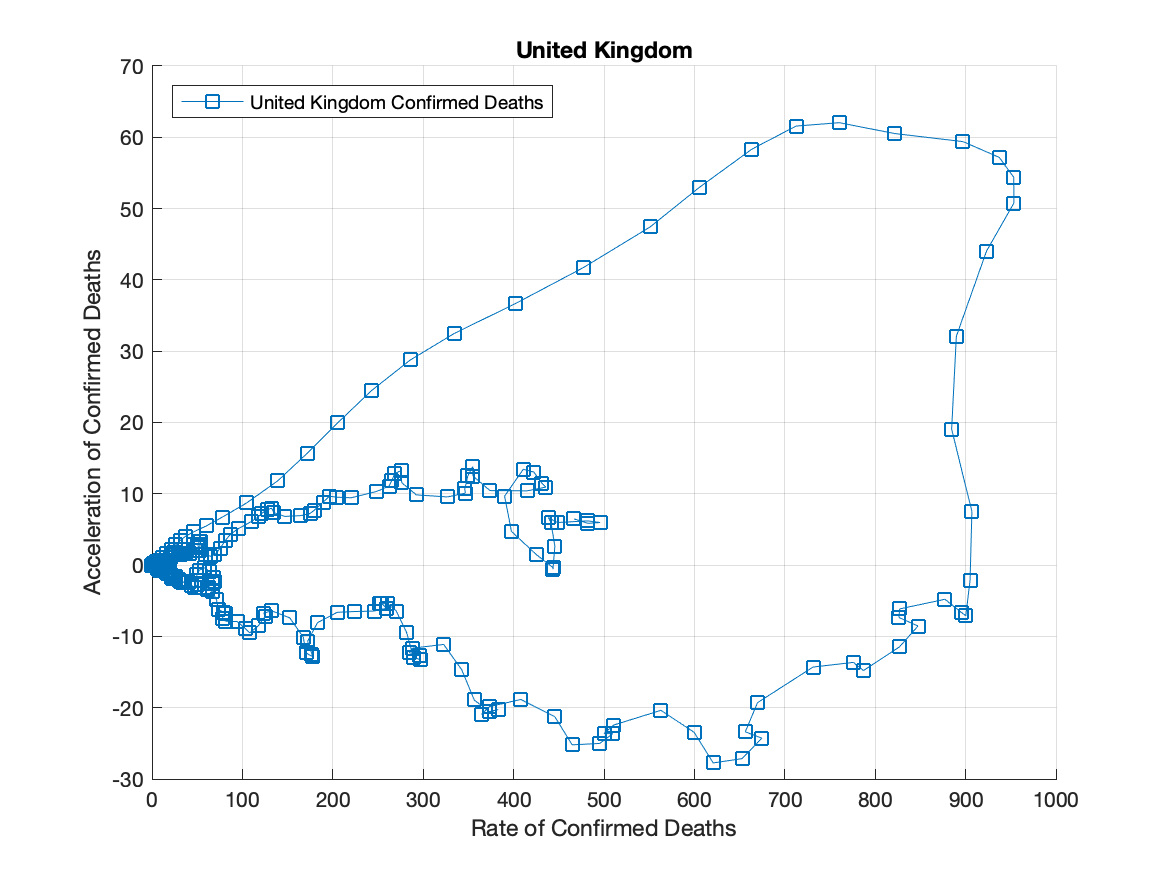 United Kingdom
70
United Kingdom Confirmed Deaths
60
50
40
30
20
10
0
-10
-20
-30
Acceleration of Confirmed Deaths
0 100 200 300 400 500 600 700 800 900 1000
Rate of Confirmed Deaths